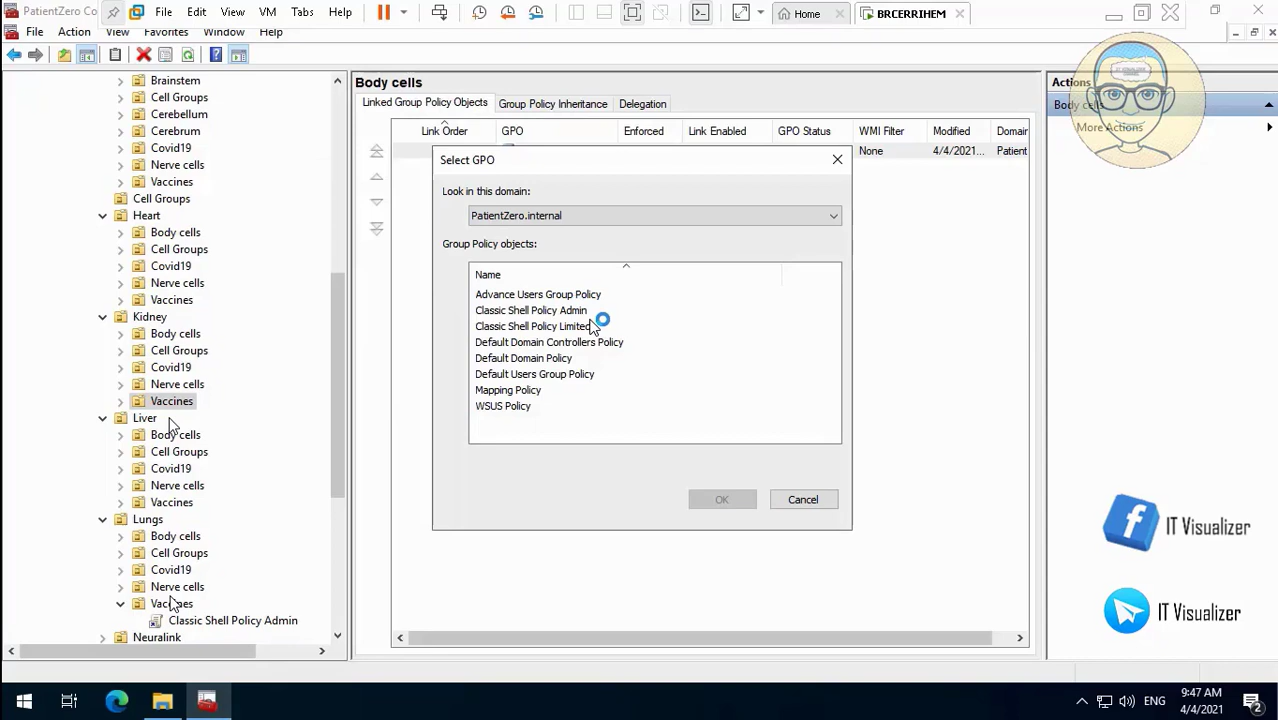 PatientZero Co
File Edit View VM Tabs Help
Home
BRCERRIHEM
File Action View Favorites Window Help
Brainstem
Cell Groups
Cerebellum
Cerebrum
Covid19
Nerve cells
Vaccines
Cell Groups
Heart
Body cells
Cell Groups
Covid19
Nerve cells
Vaccines
Kidney
Body cells
Cell Groups
Covid19
Nerve cells
Vaccines
Liver
Body cells
Cell Groups
Covid19
Nerve cells
Vaccines
Lungs
Body cells
Cell Groups
Covid19
Nerve cells
Vaccines
Classic Shell Policy Admin
Neuralink
Body cells
Linked Group Policy Objects Group Policy Inheritance Delegation
Link Order GPO Enforced Link Enabled GPO Status WMI Filter Modified Domain
None 4/4/2021... Patient
Select GPO
Look in this domain:
PatientZero.internal
Group Policy objects:
Name
Advance Users Group Policy
Classic Shell Policy Admin
Classic Shell Policy Limited
Default Domain Controllers Policy
Default Domain Policy
Default Users Group Policy
Mapping Policy
WSUS Policy
OK Cancel
Actions
Body cells
More Actions
IT Visualizer
IT Visualizer
ENG
9:47 AM
4/4/2021
2